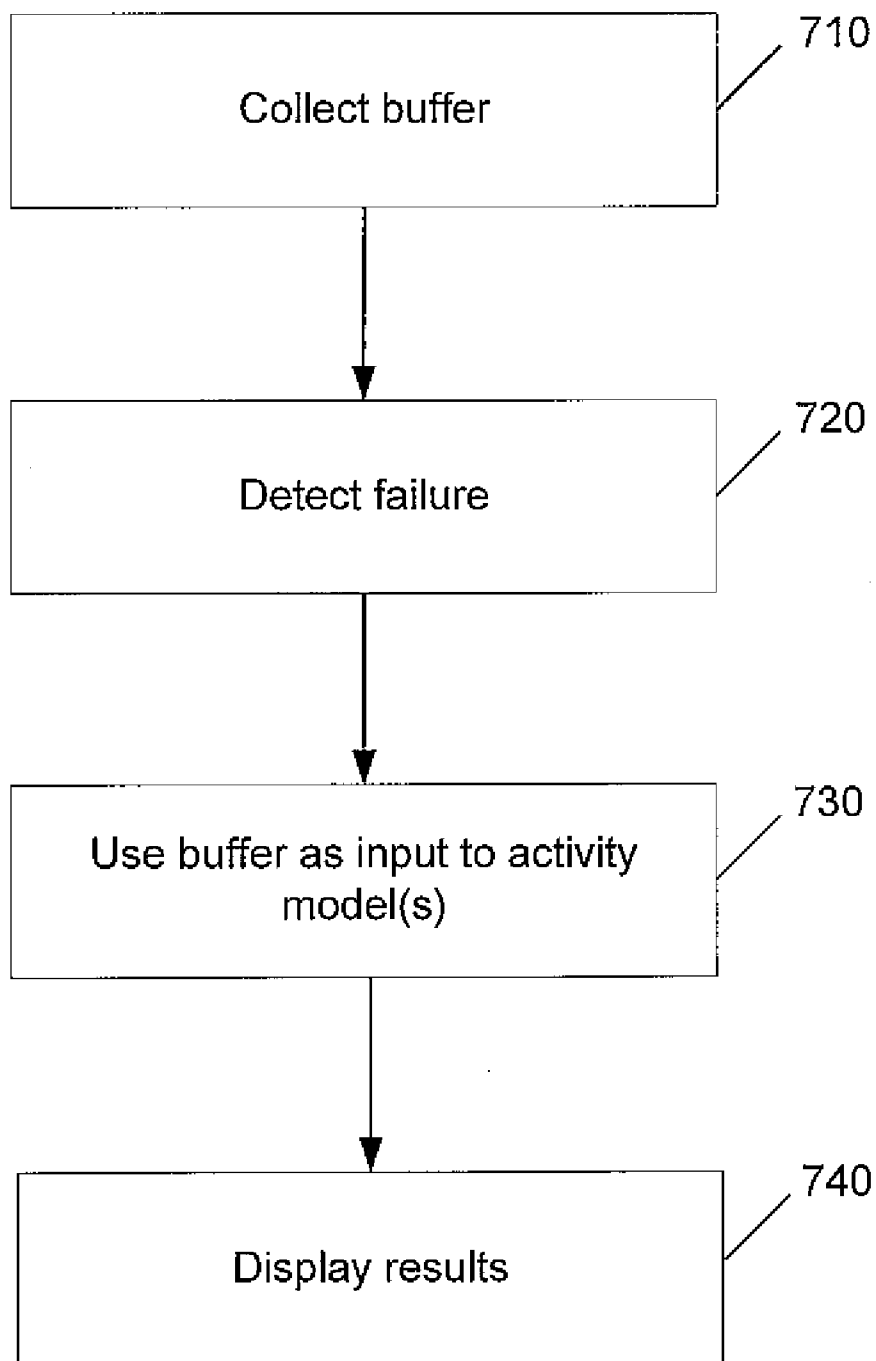 710
Collect buffer
720
Detect failure
730
Use buffer as input to activity
model(s)
740
Display results